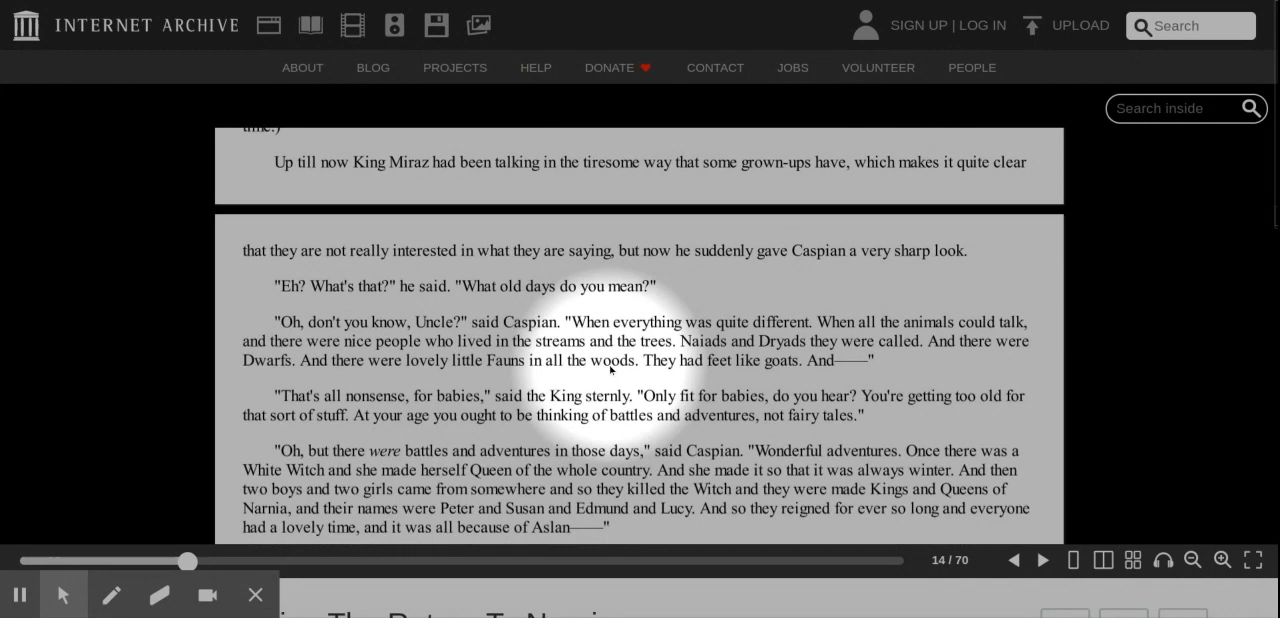 INTERNET ARCHIVE
SIGN UP | LOG IN
UPLOAD
Search
ABOUT BLOG PROJECTS HELP DONATE CONTACT JOBS VOLUNTEER PEOPLE
Search inside
time.)
Up till now King Miraz had been talking in the tiresome way that some grown-ups have, which makes it quite clear
that they are not really interested in what they are saying, but now he suddenly gave Caspian a very sharp look.
"Eh? What's that?" he said. "What old days do you mean?"
"Oh, don't you know, Uncle?" said Caspian. "When everything was quite different. When all the animals could talk,
and there were nice people who lived in the streams and the trees. Naiads and Dryads they were called. And there were
Dwarfs. And there were lovely little Fauns in all the woods. They had feet like goats. And——"
"That's all nonsense, for babies," said the King sternly. "Only fit for babies, do you hear? You're getting too old for
that sort of stuff. At your age you ought to be thinking of battles and adventures, not fairy tales."
"Oh, but there were battles and adventures in those days," said Caspian. "Wonderful adventures. Once there was a
White Witch and she made herself Queen of the whole country. And she made it so that it was always winter. And then
two boys and two girls came from somewhere and so they killed the Witch and they were made Kings and Queens of
Narnia, and their names were Peter and Susan and Edmund and Lucy. And so they reigned for ever so long and everyone
had a lovely time, and it was all because of Aslan——"
14 / 70
The Return To Narnia